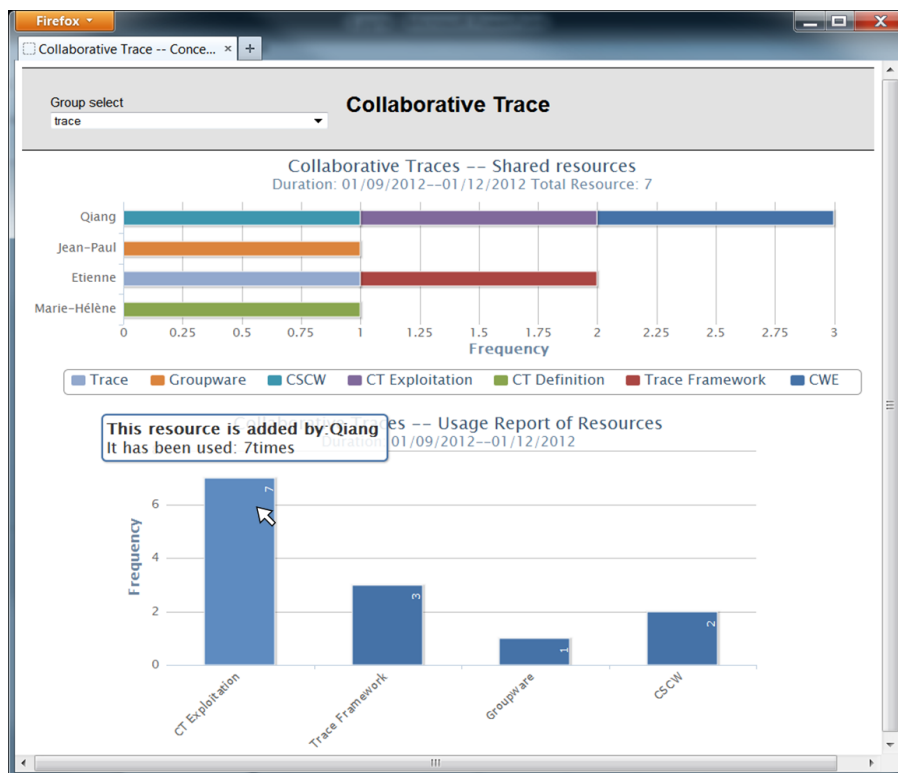 Firefox
Collaborative Trace -- Conce... × +
Group select
trace
Collaborative Trace
Collaborative Traces -- Shared resources
Duration: 01/09/2012--01/12/2012 Total Resource: 7
Qiang
Jean-Paul
Etienne
Marie-Hélène
0 0.25 0.5 0.75 1 1.25 1.5 1.75 2 2.25 2.5 2.75 3
Frequency
Trace Groupware CSCW CT Exploitation CT Definition Trace Framework CWE
Collaborative Traces -- Usage Report of Resources
Duration: 01/09/2012--01/12/2012
This resource is added by:Qiang
It has been used: 7times
Frequency
6
4
2
0
7
3
1
2
CT Exploitation
Trace Framework
Groupware
CSCW